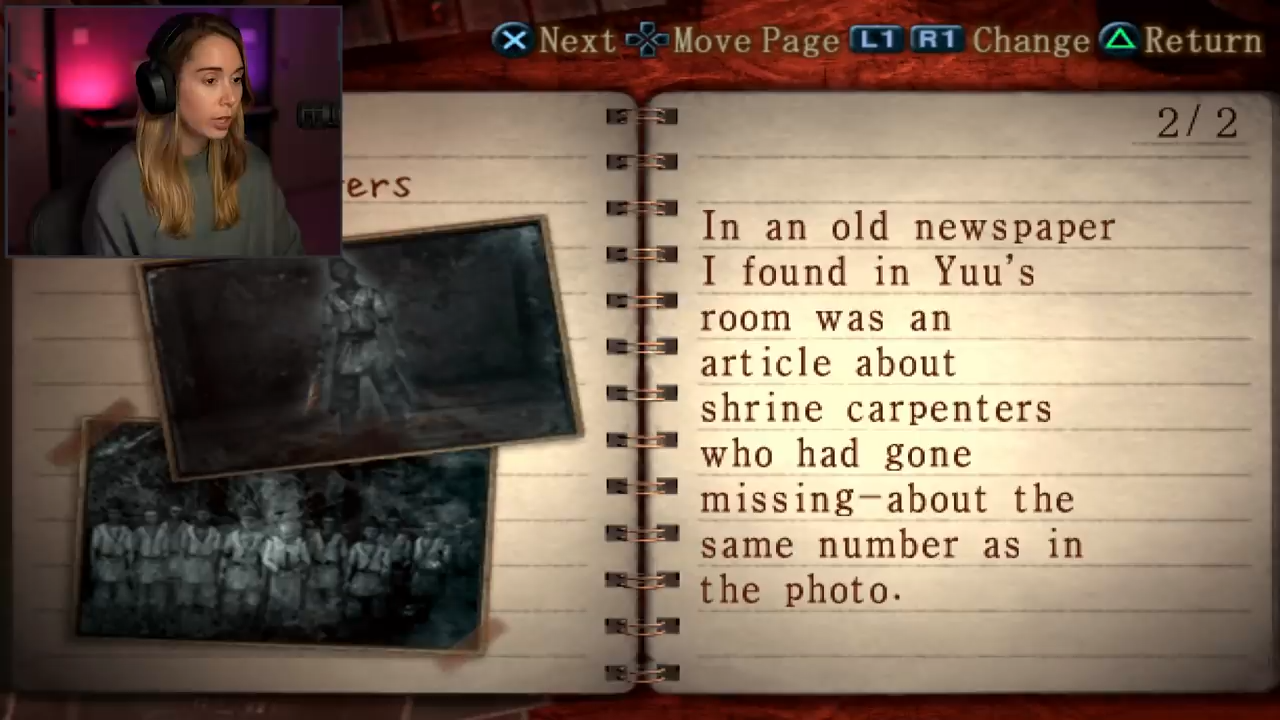 Next Move Page L1 R1 Change Return
2/2
ers
In an old newspaper
I found in Yuu's
room was an
article about
shrine carpenters
who had gone
missing—about the
same number as in
the photo.